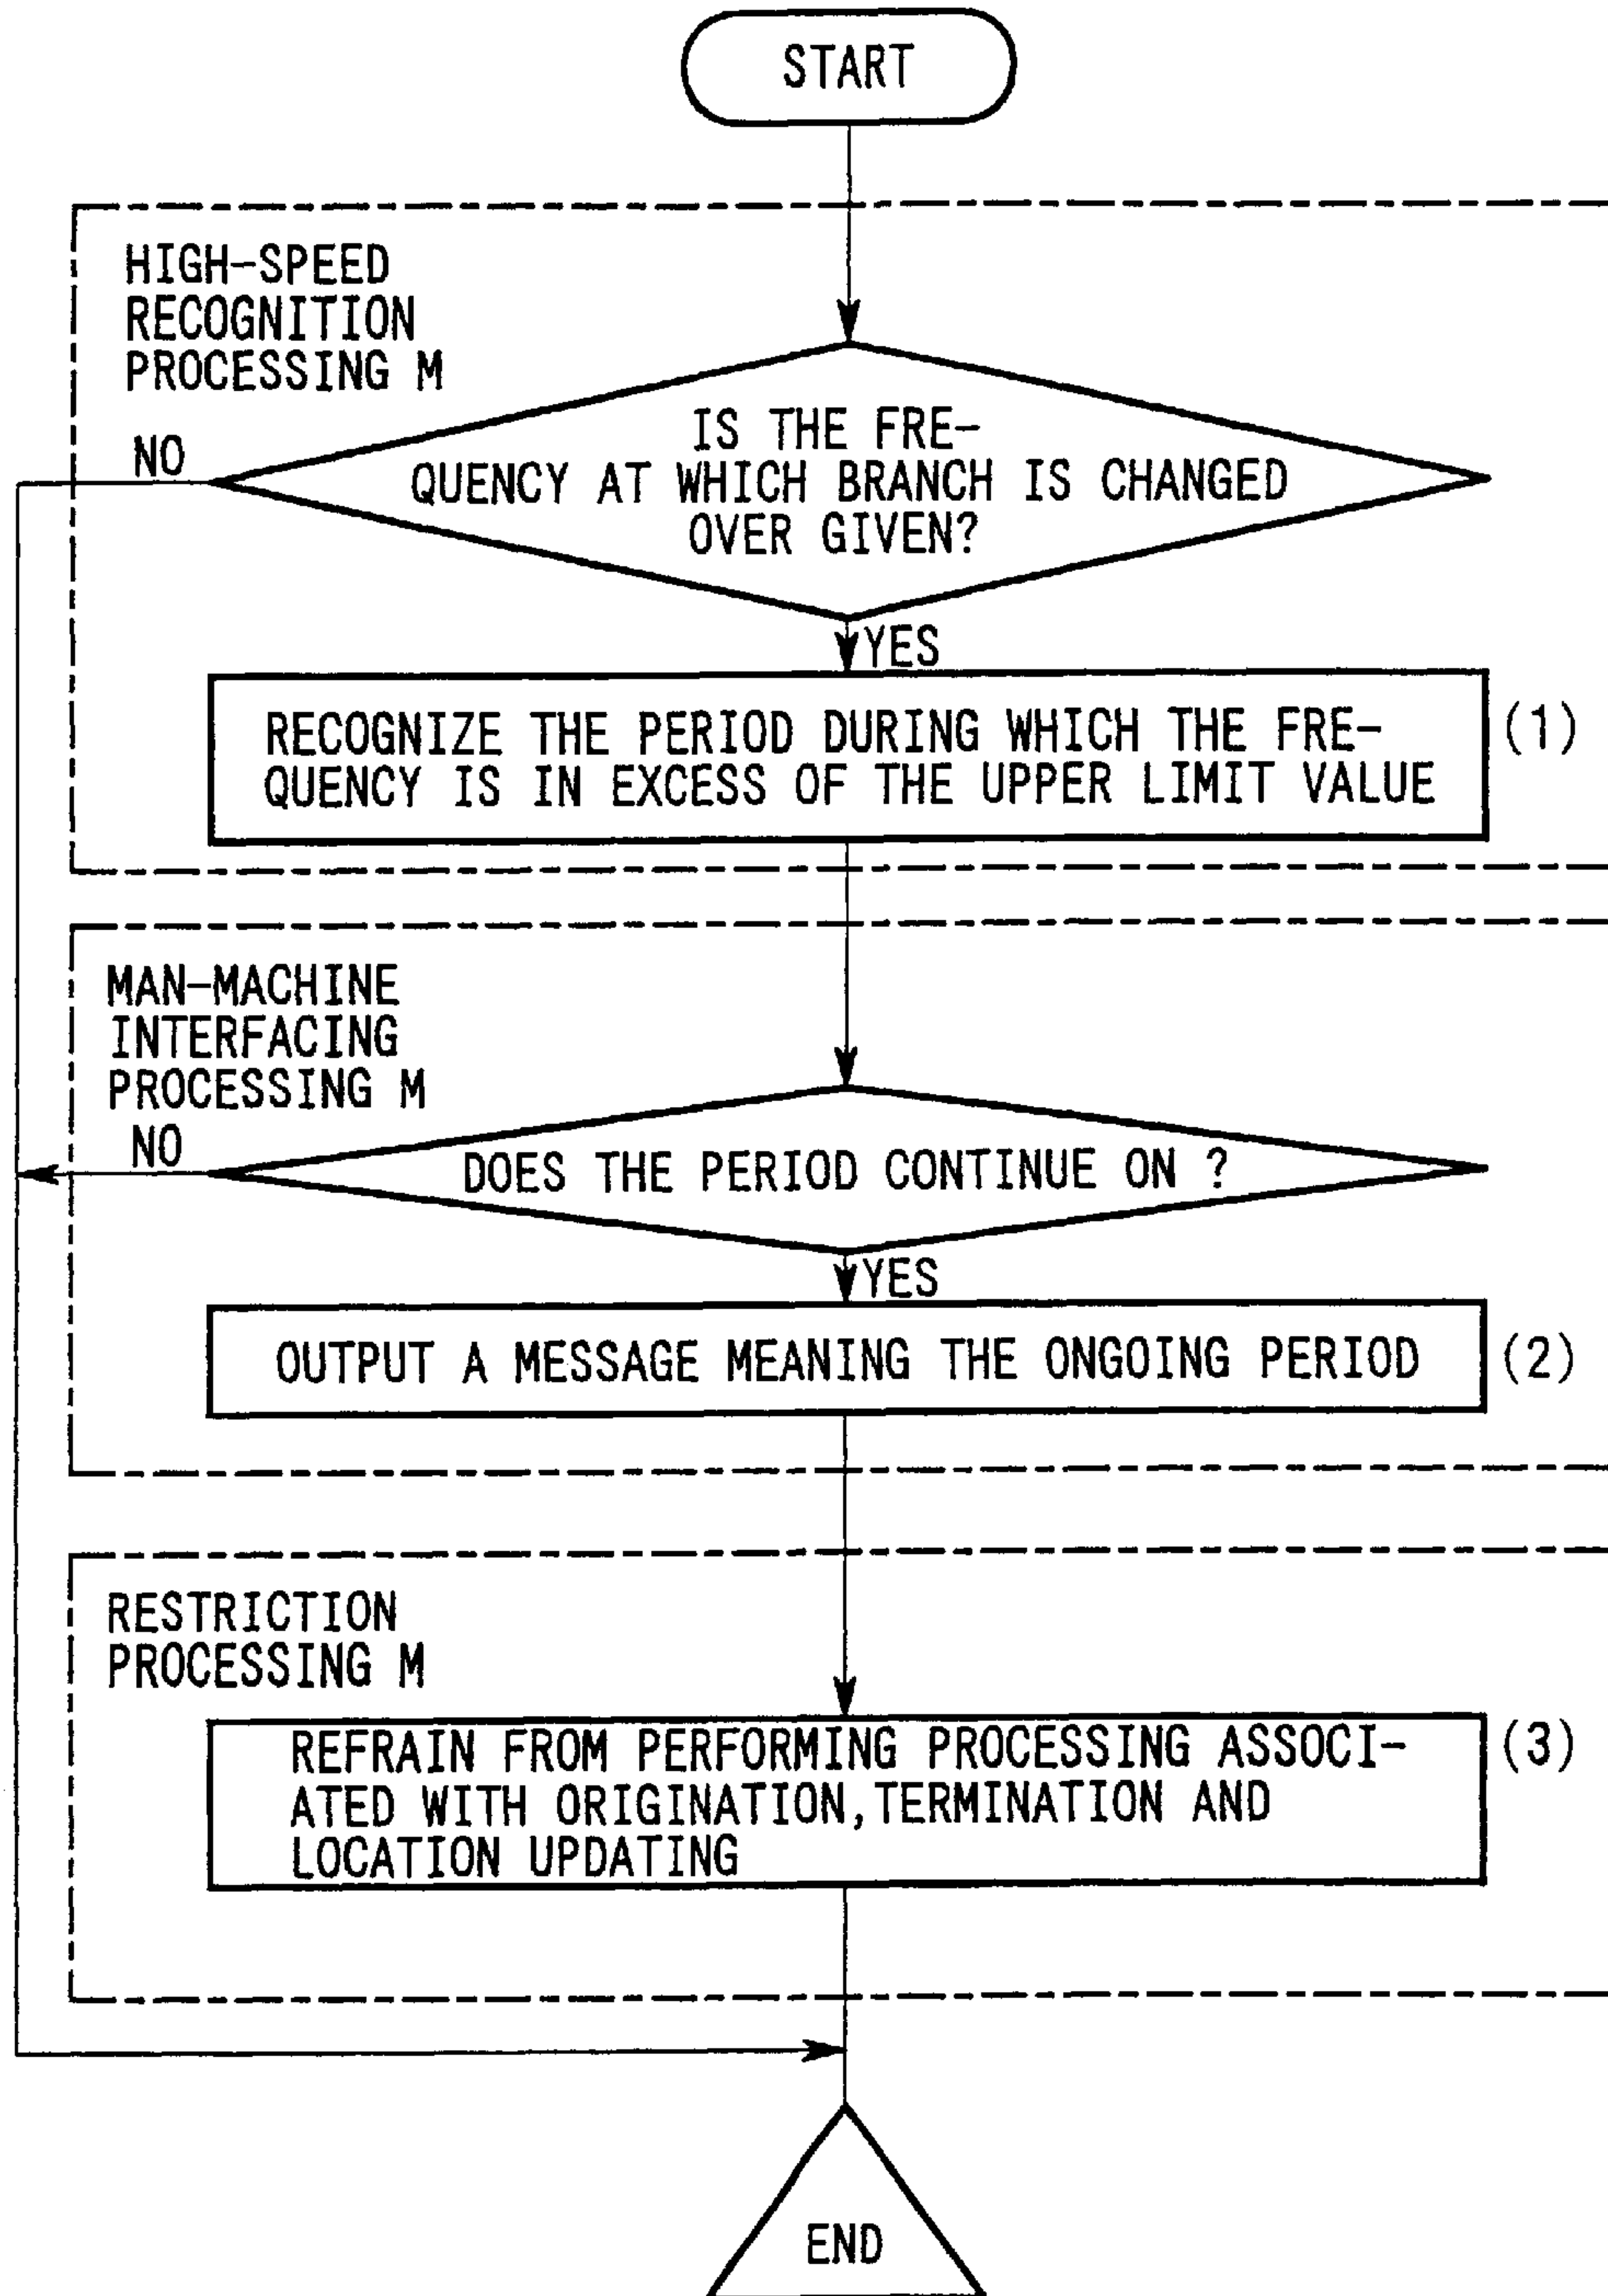 START
HIGH-SPEED
RECOGNITION
PROCESSING M
NO
IS THE FRE-
QUENCY AT WHICH BRANCH IS CHANGED
OVER GIVEN?
YES
RECOGNIZE THE PERIOD DURING WHICH THE FRE-
QUENCY IS IN EXCESS OF THE UPPER LIMIT VALUE
(1)
MAN-MACHINE
INTERFACING
PROCESSING M
NO
DOES THE PERIOD CONTINUE ON ?
YES
OUTPUT A MESSAGE MEANING THE ONGOING PERIOD
(2)
RESTRICTION
PROCESSING M
REFRAIN FROM PERFORMING PROCESSING ASSOCI-
ATED WITH ORIGINATION,TERMINATION AND
LOCATION UPDATING
(3)
END